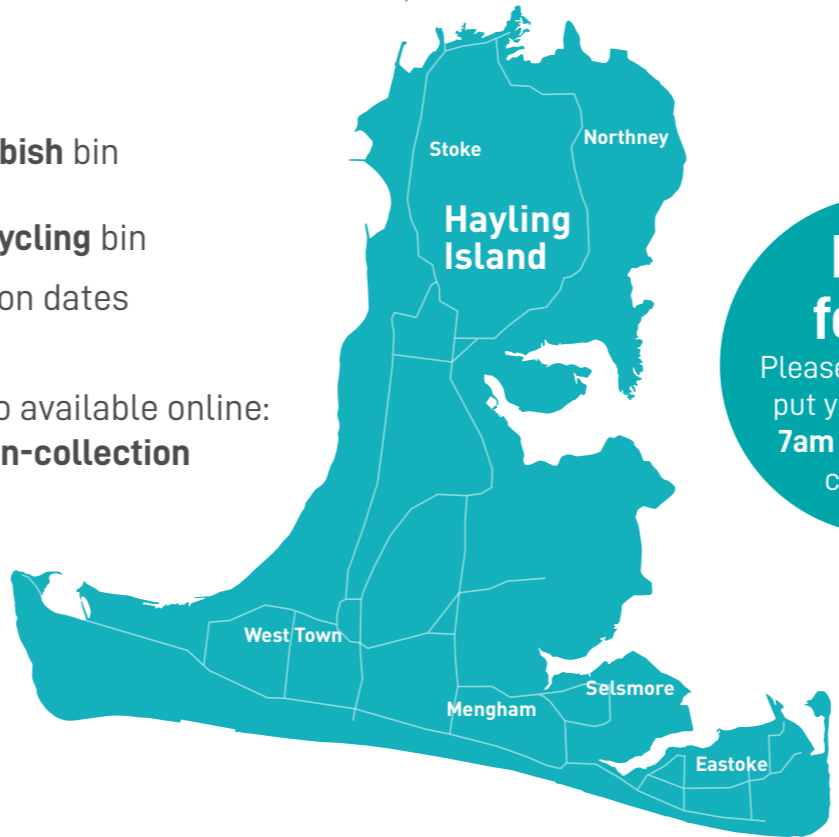 bish bin
ycling bin
on dates
o available online:
n-collection
Stoke
Northney
Hayling
Island
West Town
Mengham
Selsmore
Eastoke
fo
Please
put y
7am
c